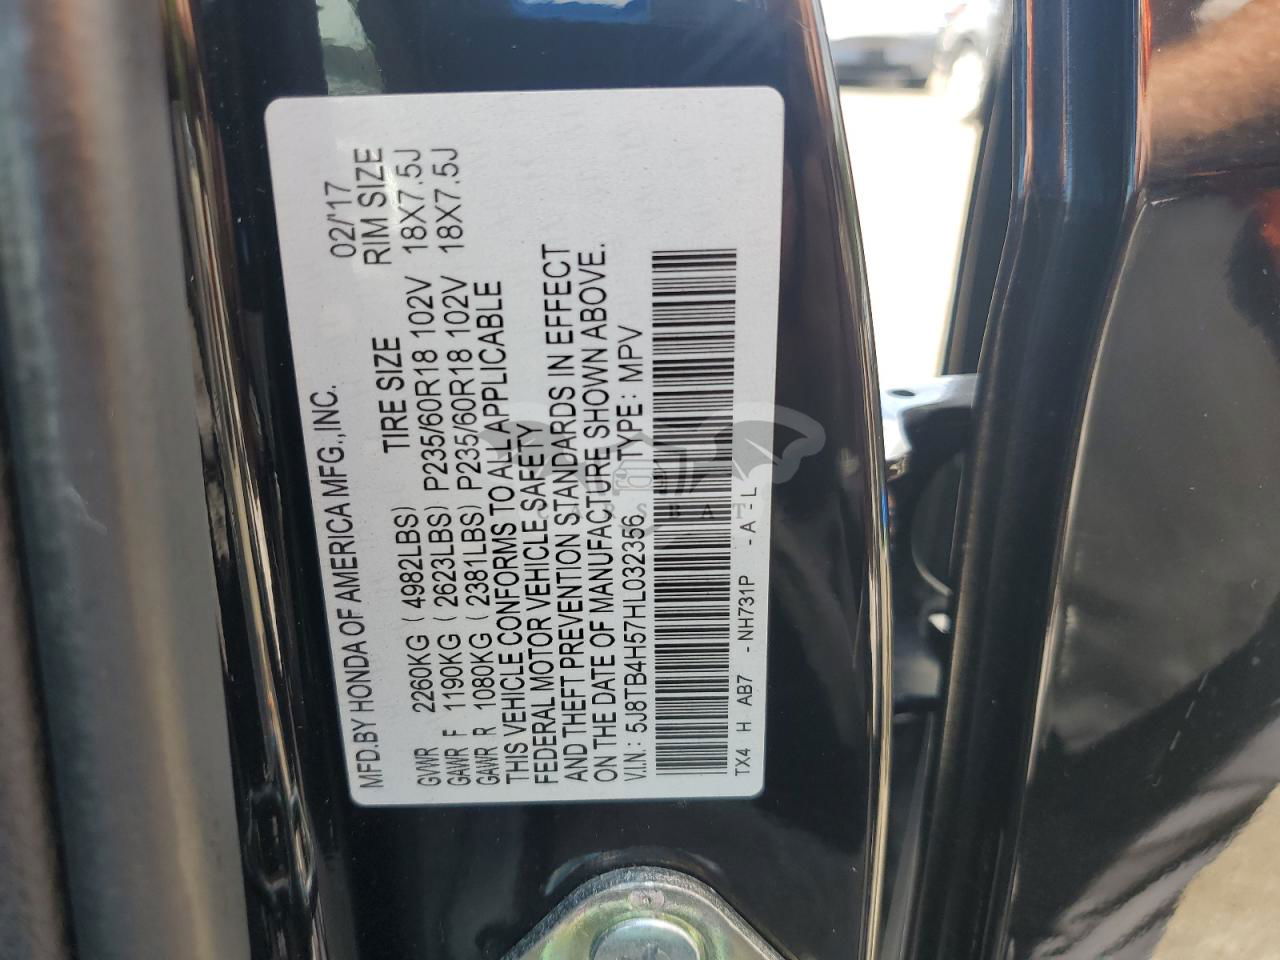 MFD.BY HONDA OF AMERICA MFG.,INC. 02/'17
TIRE SIZE RIM SIZE
GVWR 2260KG ( 4982LBS)
GAWR F 1190KG ( 2623LBS) P235/60R18 102V 18X7.5J
GAWR R 1080KG ( 2381LBS) P235/60R18 102V 18X7.5J
THIS VEHICLE CONFORMS TO ALL APPLICABLE
FEDERAL MOTOR VEHICLE SAFETY
AND THEFT PREVENTION STANDARDS IN EFFECT
ON THE DATE OF MANUFACTURE SHOWN ABOVE.
V.I.N.: 5J8TB4H57HL032356 TYPE: MPV
TX4 H AB7 -NH731P -A-L
CARSBAT